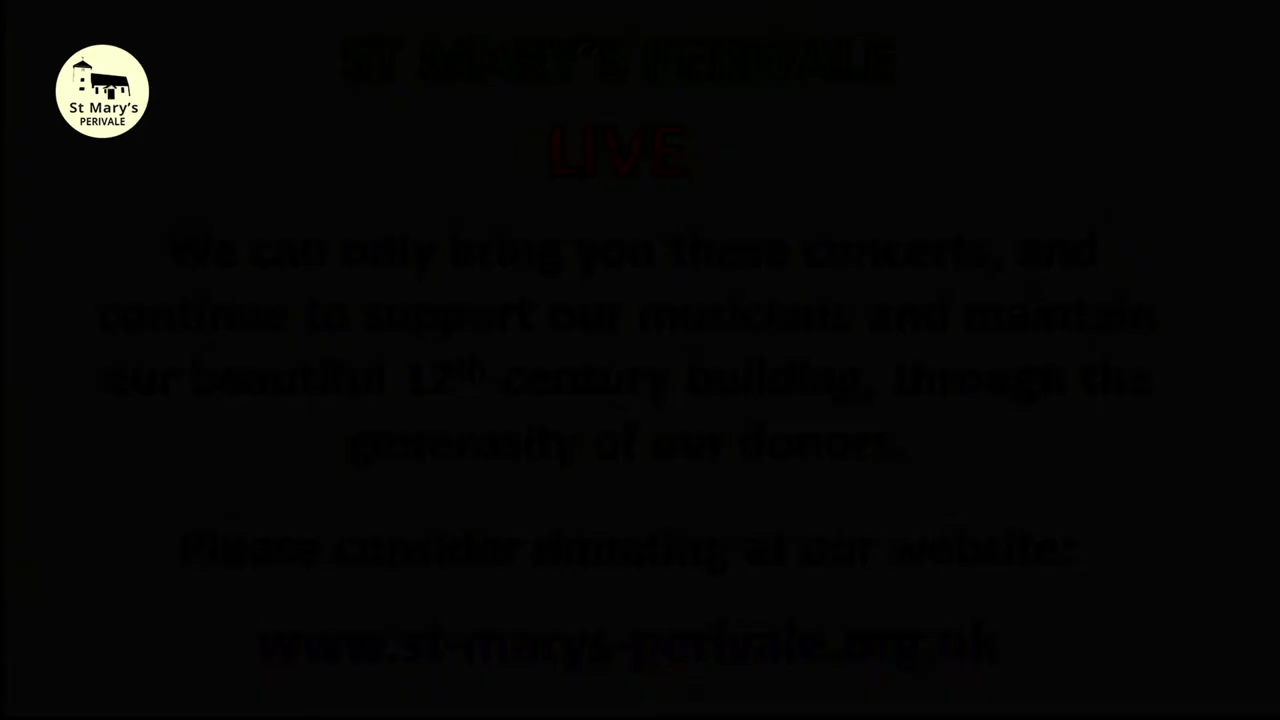 St Mary's
PERIVALE
ST MARY'S PERIVALE
LIVE
We can only bring you these concerts, and
continue to support our musicians and maintain
our beautiful 12th century building, through the
generosity of our donors.
Please consider donating at our website:
www.st-marys-perivale.org.uk